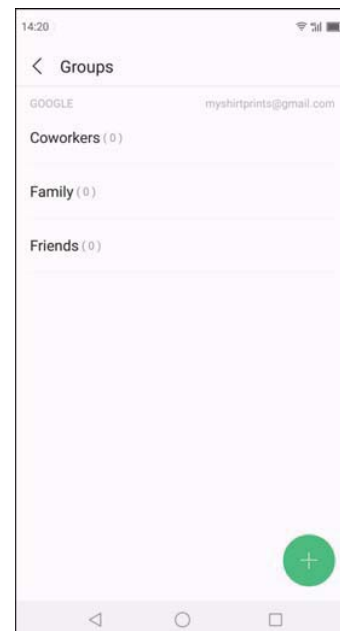 14:20
Groups
GOOGLE myshirtprints@gmail.com
Coworkers (0)
Family (0)
Friends (0)